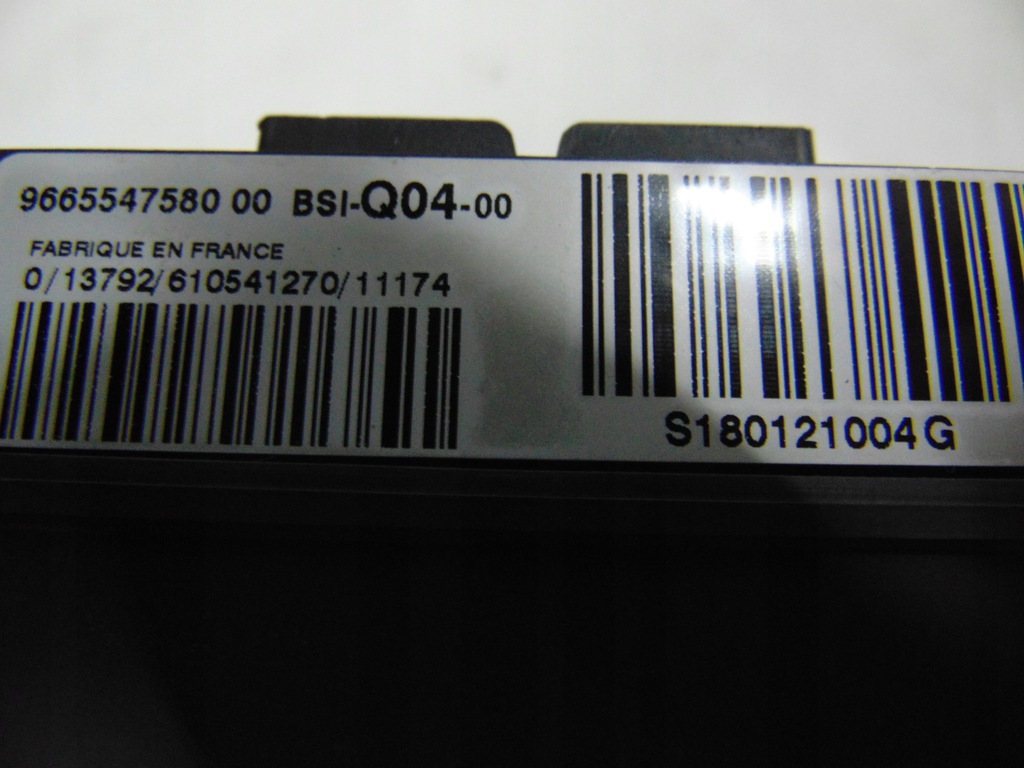 9665547580 00 BSI-Q04-00
FABRIQUE EN FRANCE
0/13792/610541270/11174
S180121004G